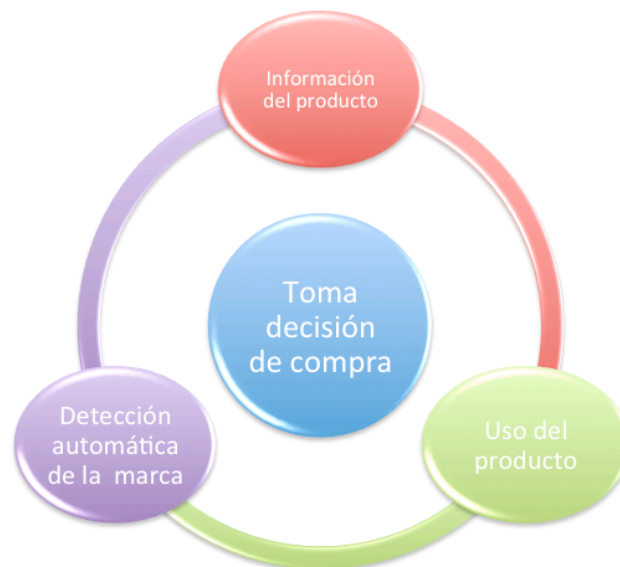 Información
del producto
Toma
decisión
de compra
Detección
automática
de la marca
Uso del
producto